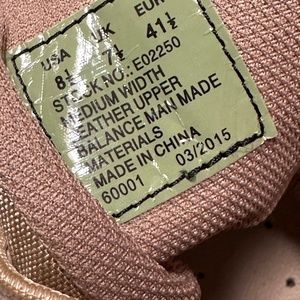 USA UK EUR
8½ 7½ 41½
STOCK NO.: E02250
MEDIUM WIDTH
LEATHER UPPER
BALANCE MAN MADE
MATERIALS
MADE IN CHINA
60001 03/2015